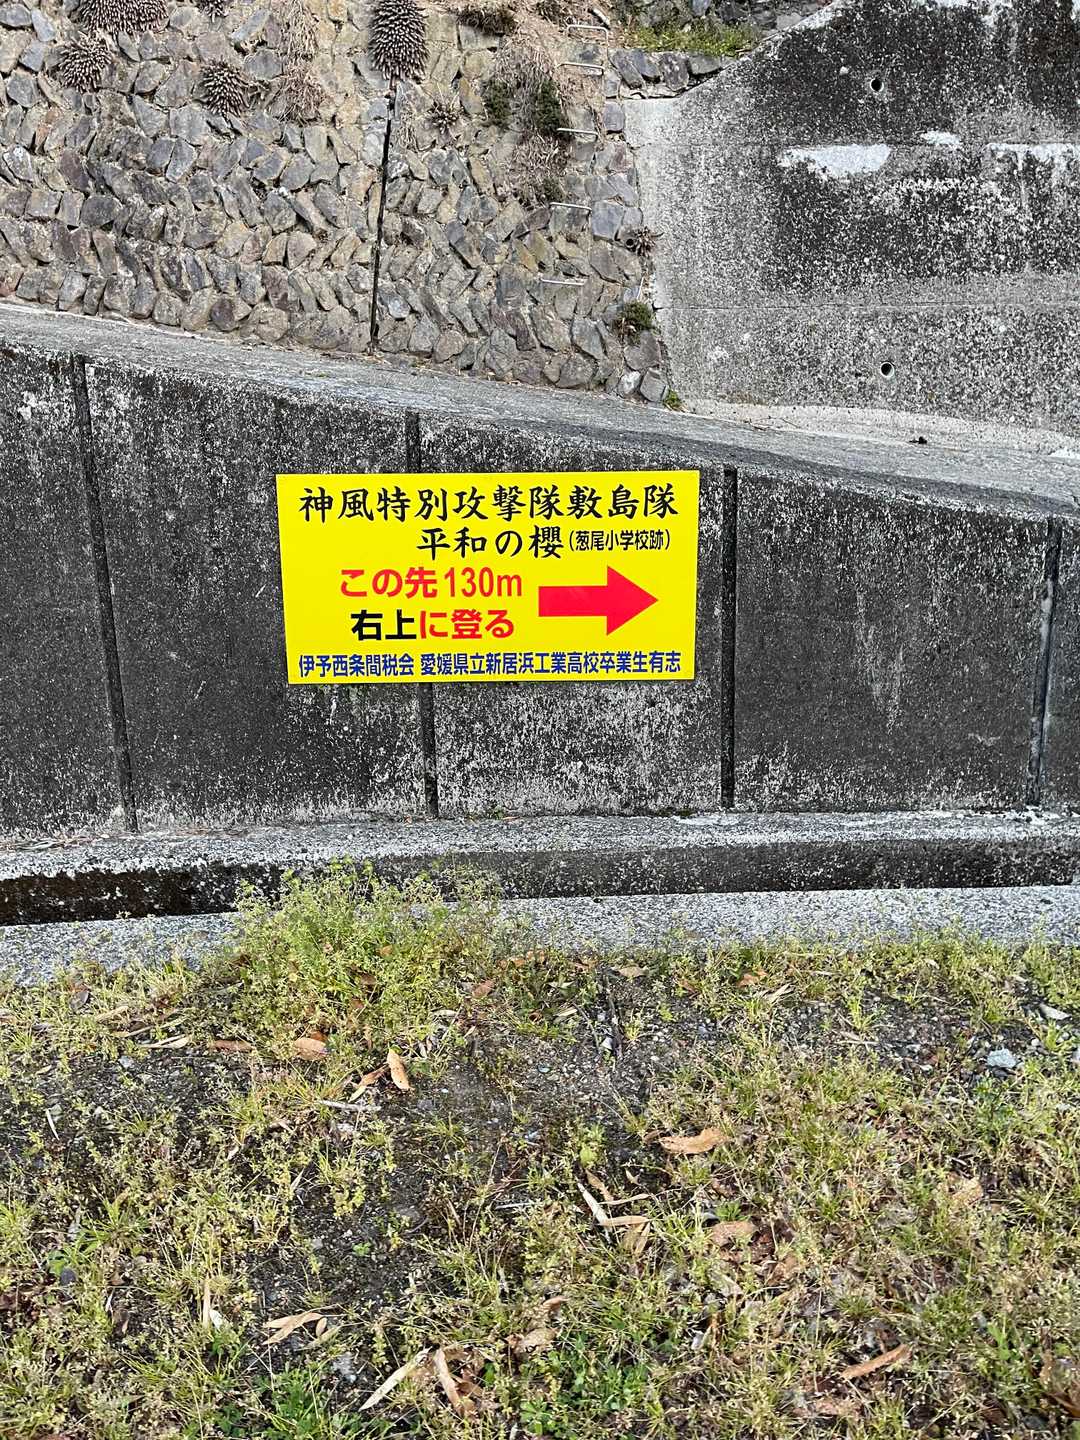 神風特別攻撃隊敷島隊
平和の櫻(葱尾小学校跡)
この先130m
右上に登る
伊予西条間税会 愛媛県立新居浜工業高校卒業生有志